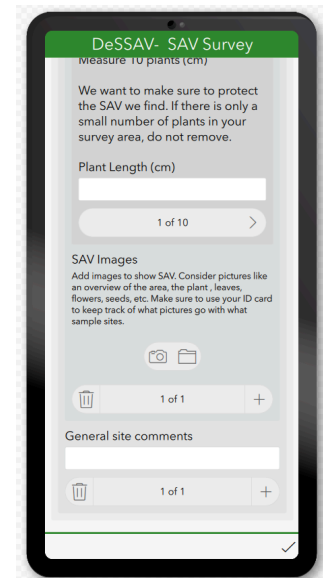 DeSSAV- SAV Survey
Measure 10 plants (cm)
We want to make sure to protect
the SAV we find. If there is only a
small number of plants in your
survey area, do not remove.
Plant Length (cm)
1 of 10
SAV Images
Add images to show SAV. Consider pictures like
an overview of the area, the plant , leaves,
flowers, seeds, etc. Make sure to use your ID card
to keep track of what pictures go with what
sample sites.
1 of 1
General site comments
1 of 1